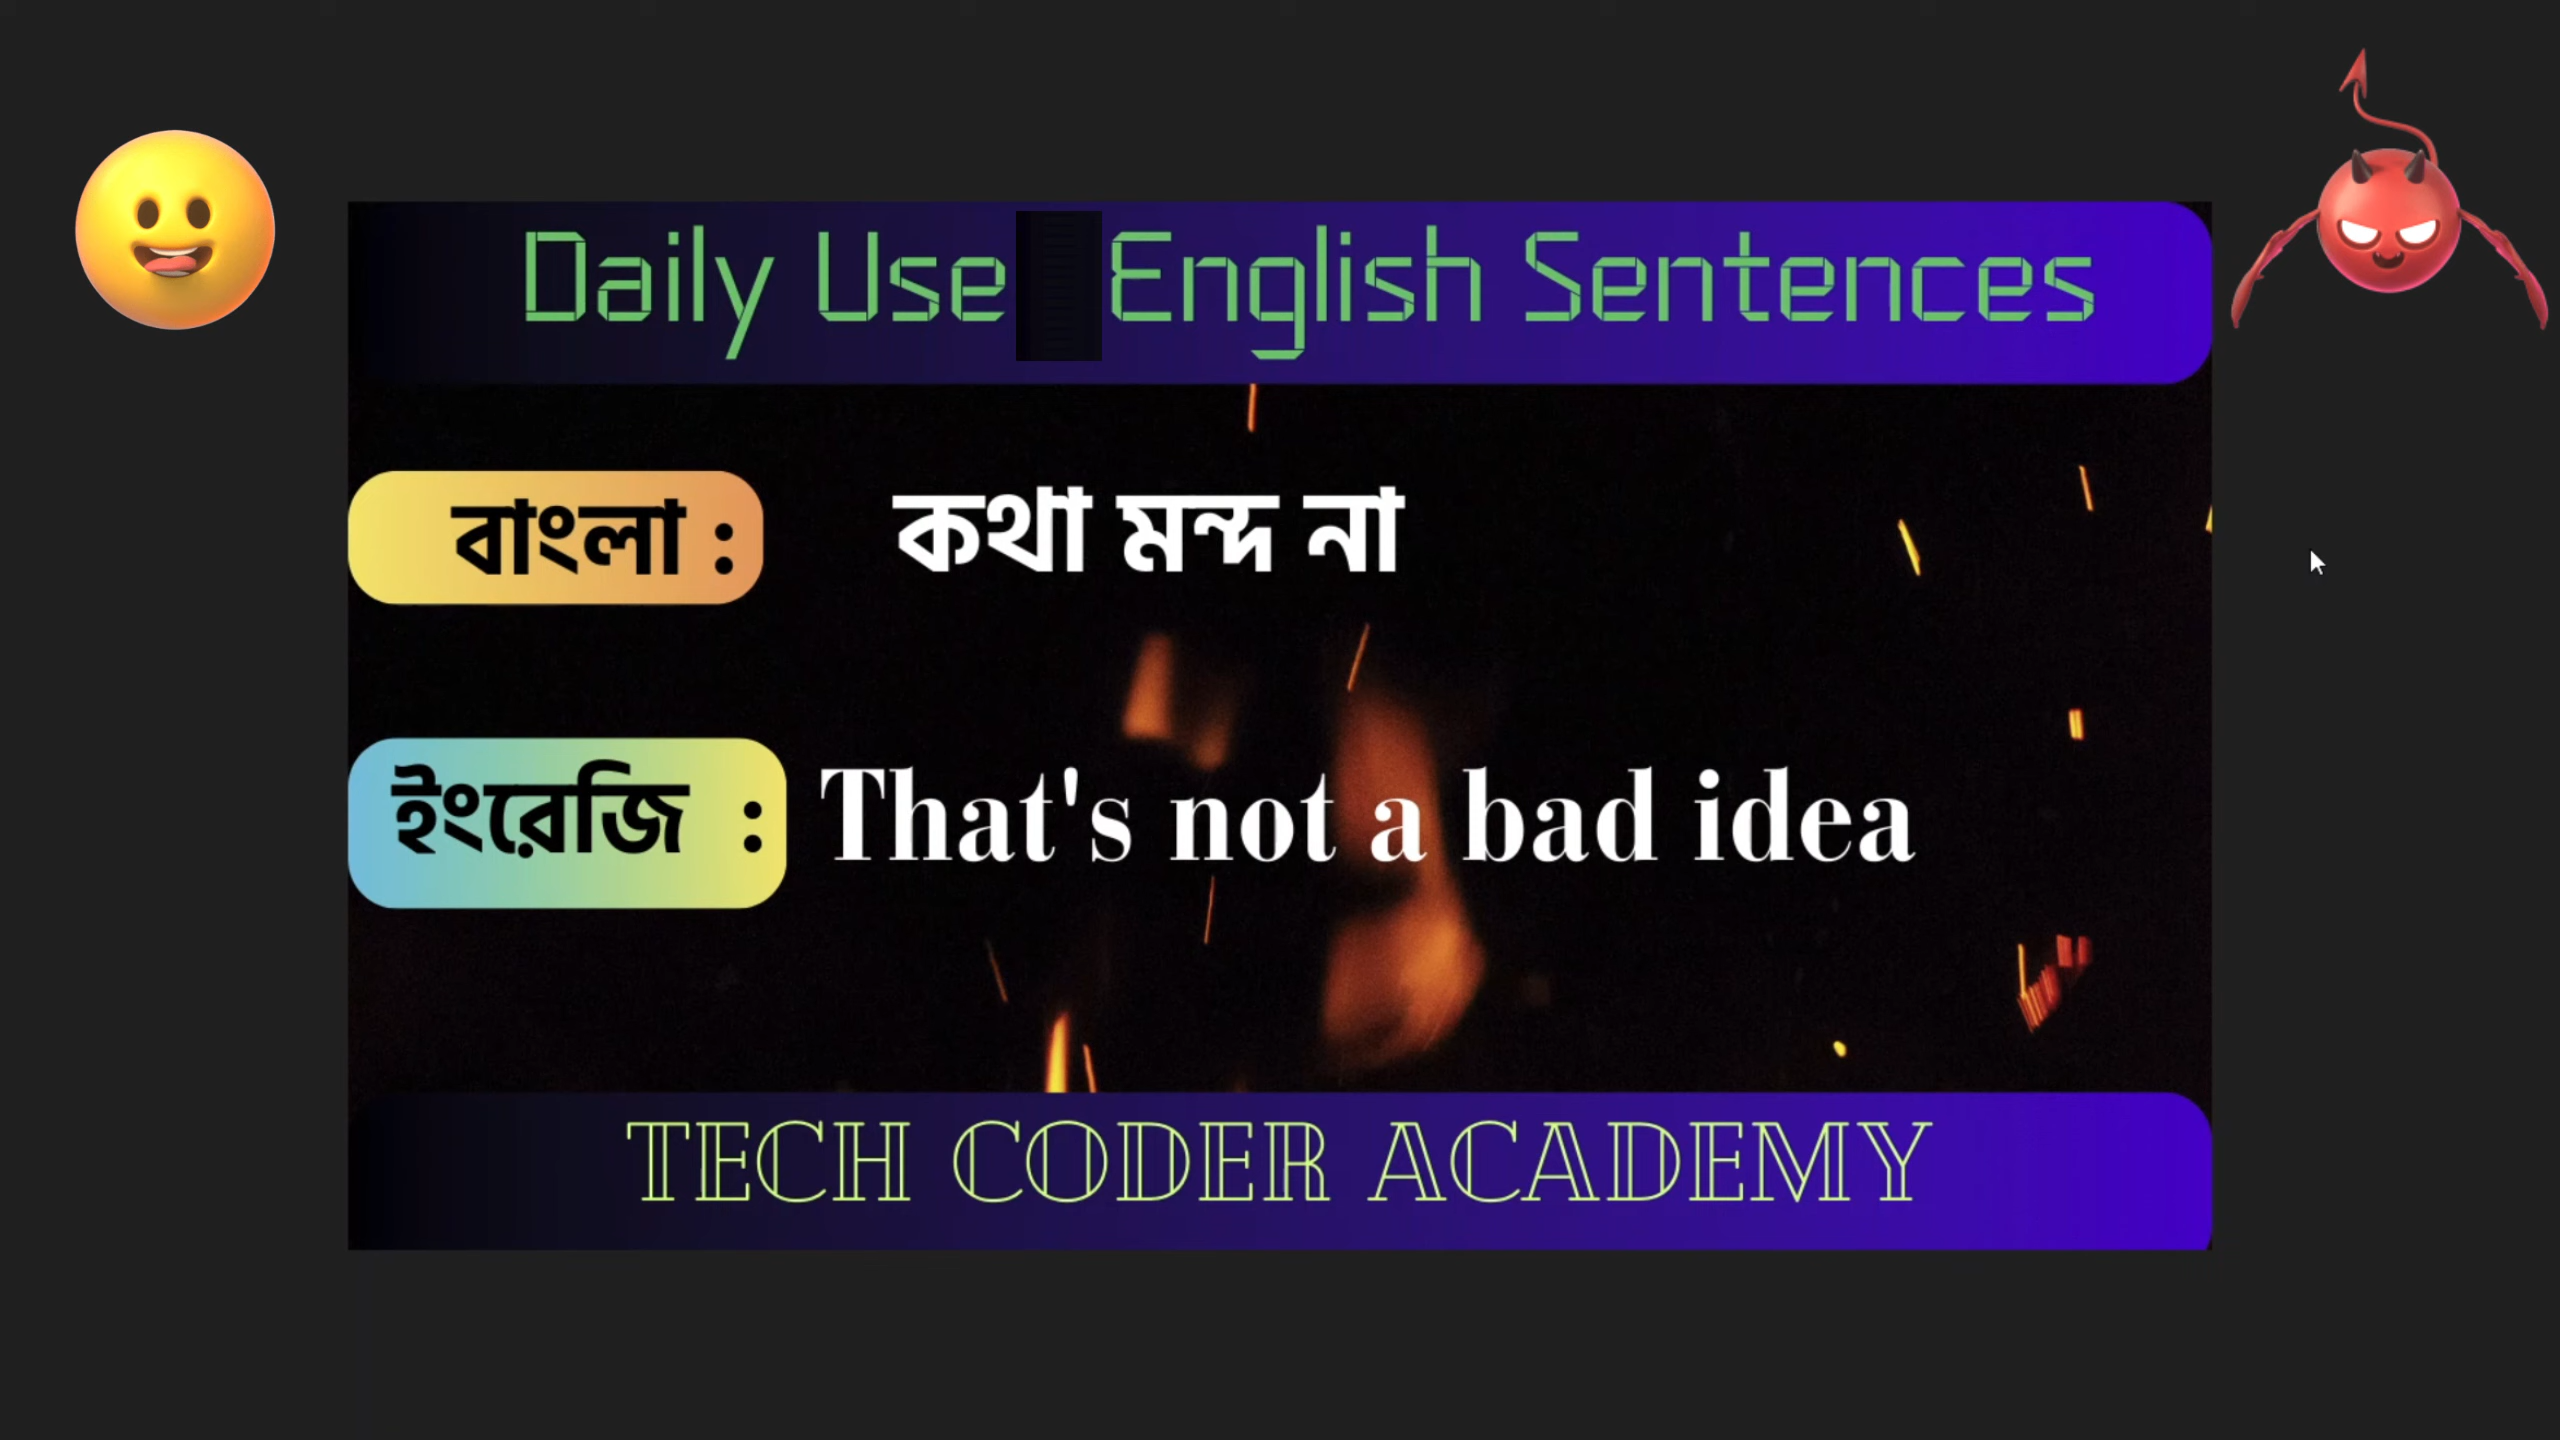 Daily Use English Sentences
বাংলা : কথা মন্দ না
ইংরেজি : That's not a bad idea
TECH CODER ACADEMY